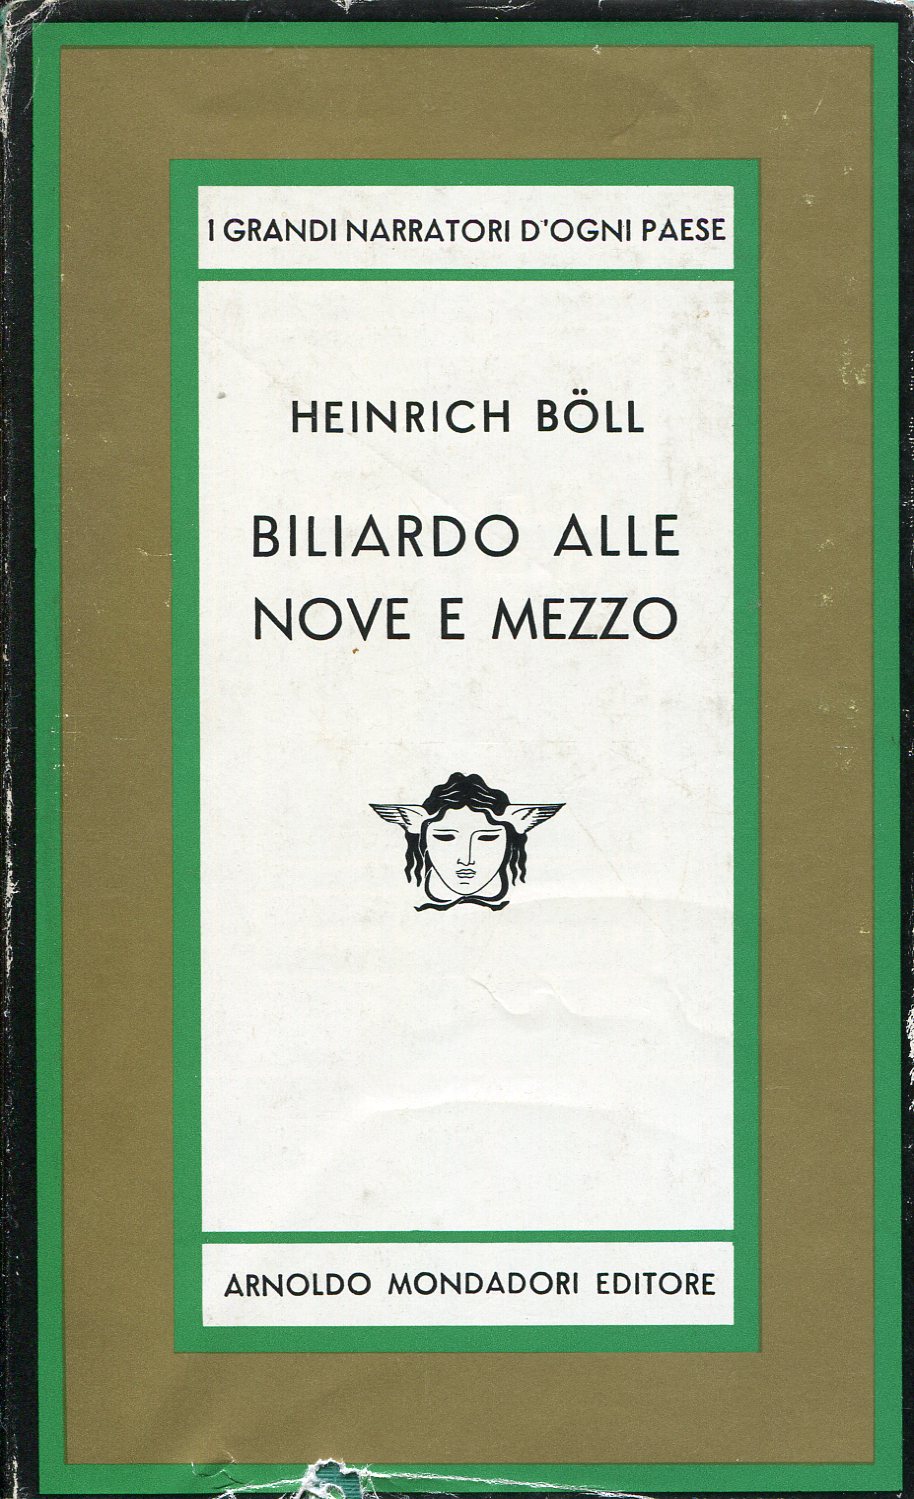 I GRANDI NARRATORI D'OGNI PAESE
HEINRICH BÖLL
BILIARDO ALLE
NOVE E MEZZO
ARNOLDO MONDADORI EDITORE